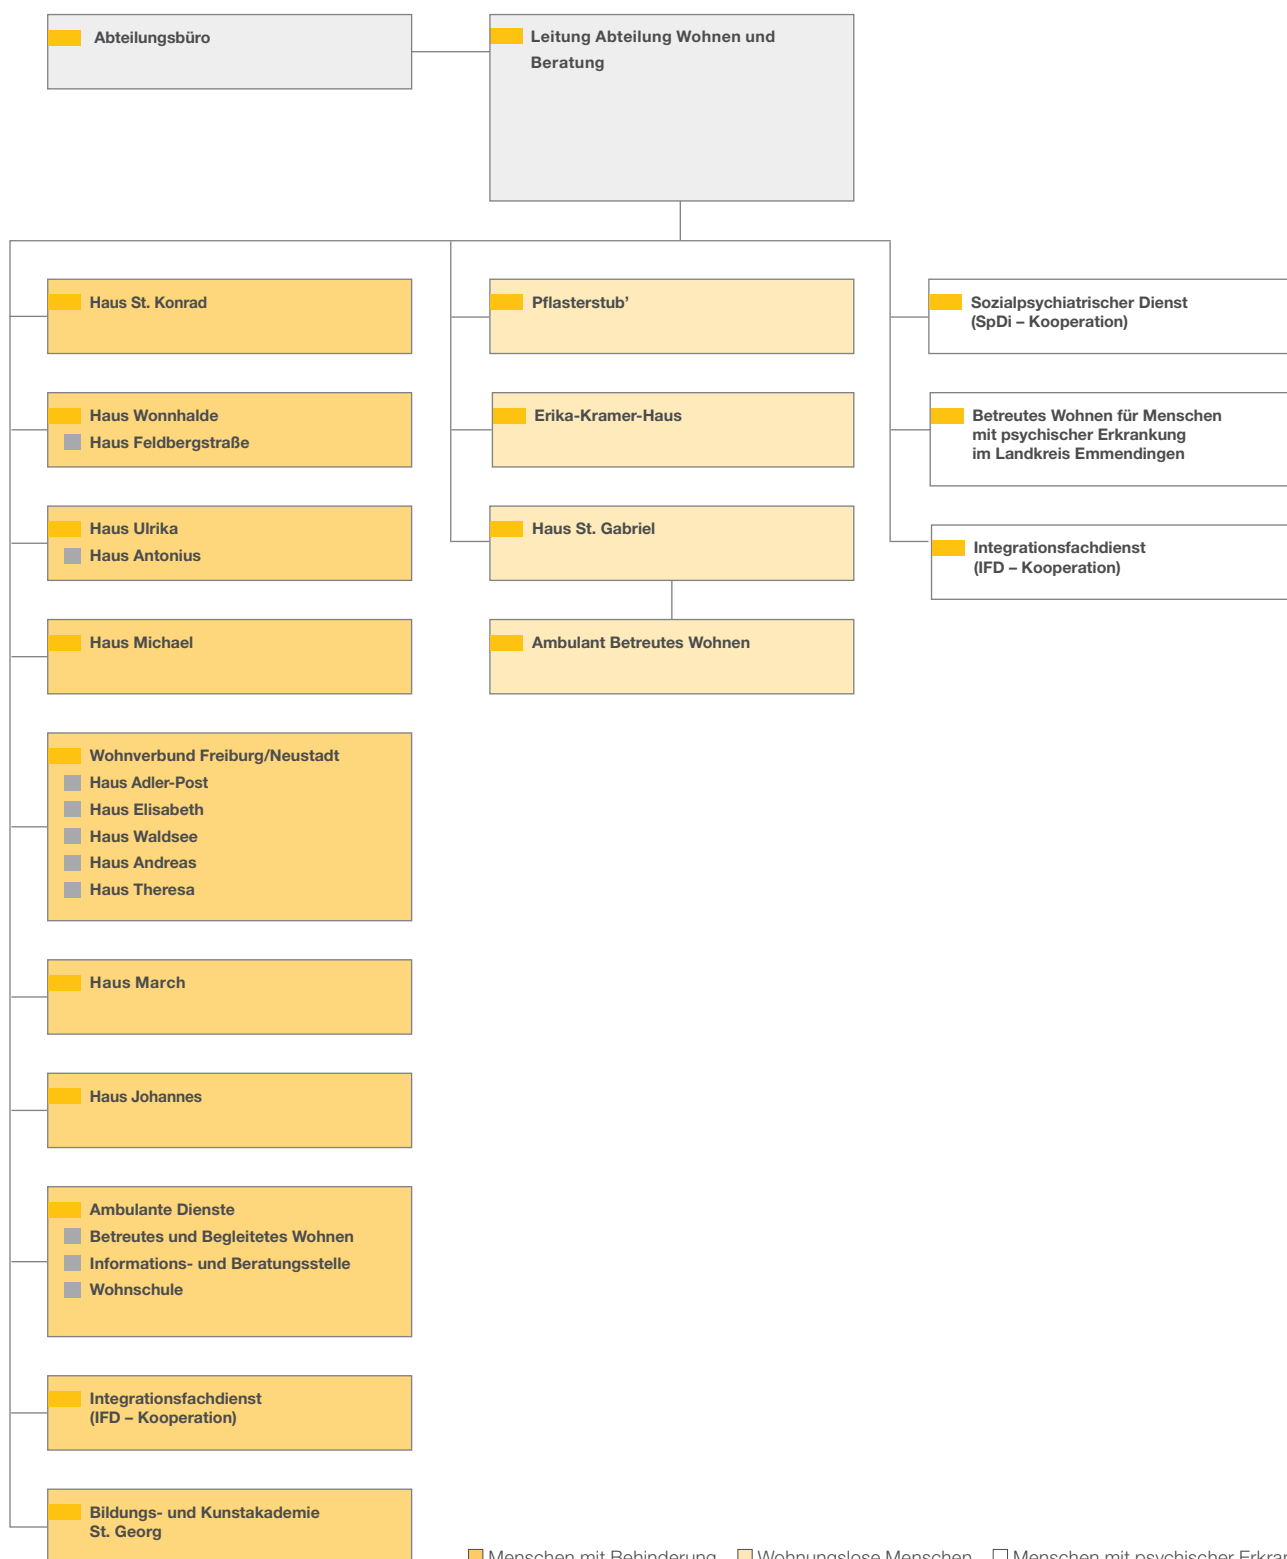 Abteilungsbüro
Leitung Abteilung Wohnen und
Beratung
Haus St. Konrad
Haus Wonnhalde
Haus Feldbergstraße
Haus Ulrika
Haus Antonius
Haus Michael
Wohnverbund Freiburg/Neustadt
Haus Adler-Post
Haus Elisabeth
Haus Waldsee
Haus Andreas
Haus Theresa
Haus March
Haus Johannes
Ambulante Dienste
Betreutes und Begleitetes Wohnen
Informations- und Beratungsstelle
Wohnschule
Integrationsfachdienst
(IFD – Kooperation)
Bildungs- und Kunstakademie
St. Georg
Pflasterstub’
Erika-Kramer-Haus
Haus St. Gabriel
Ambulant Betreutes Wohnen
Sozialpsychiatrischer Dienst
(SpDi – Kooperation)
Betreutes Wohnen für Menschen
mit psychischer Erkrankung
im Landkreis Emmendingen
Integrationsfachdienst
(IFD – Kooperation)
Menschen mit Behinderung Wohnungslose Menschen Menschen mit psychischer